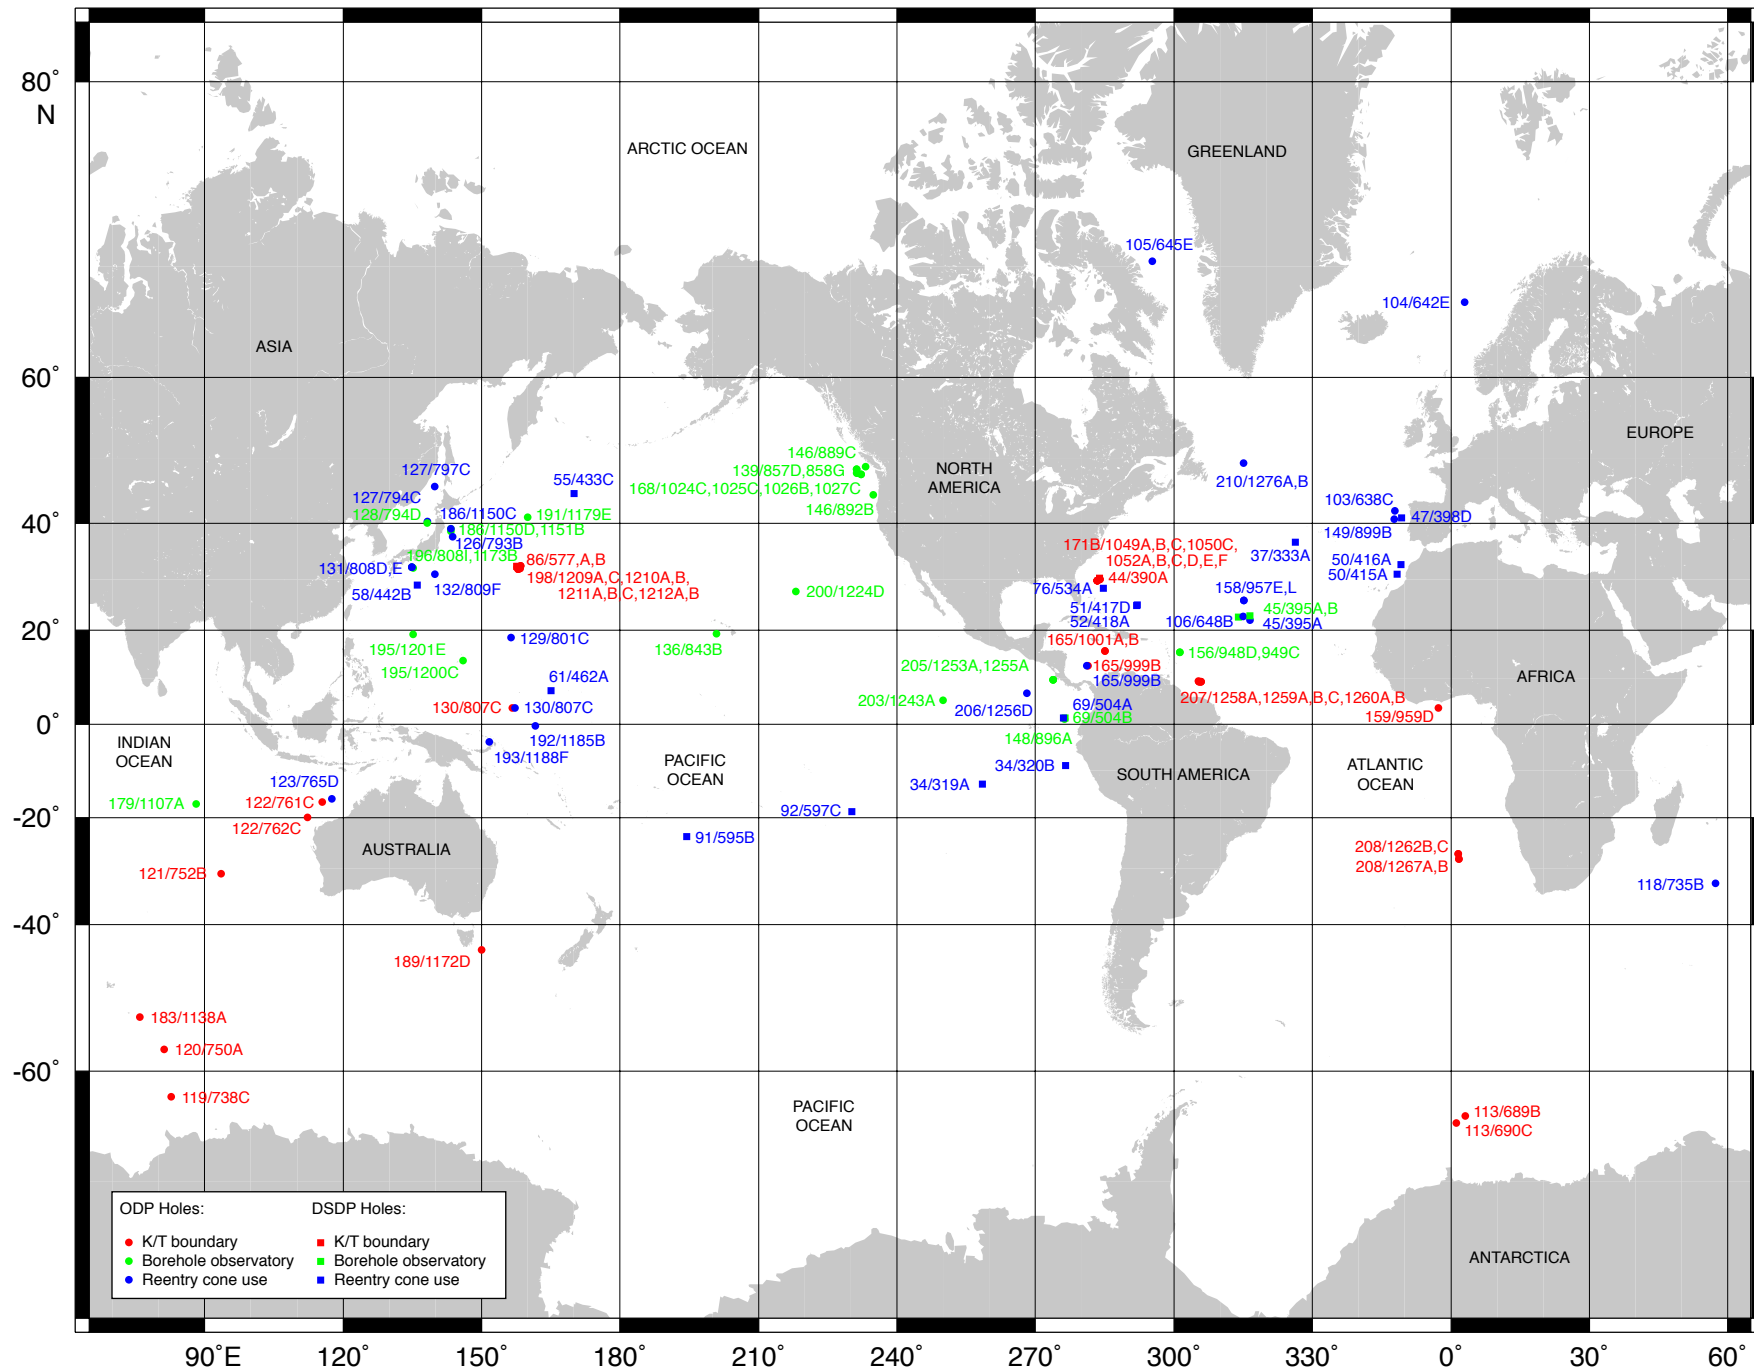 80°
N
ARCTIC OCEAN
GREENLAND
105/645E
104/642E
ASIA
60°
EUROPE
146/889C
127/797C
139/857D,858G
NORTH
AMERICA
55/433C
210/1276A,B
168/1024C,1025C,1026B,1027C
127/794C
103/638C
146/892B
128/794D
186/1150C
191/1179E
47/398D
40°
186/1150D,1151B
149/899B
126/793B
171B/1049A,B,C,1050C,
1052A,B,C,D,E,F
37/333A
196/808I,1173B
86/577,A,B
50/416A
131/808D,E
44/390A
50/415A
198/1209A,C,1210A,B,
1211A,B,C,1212A,B
132/809F
58/442B
200/1224D
76/534A
158/957E,L
51/417D
45/395A,B
52/418A
106/648B
45/395A
20°
129/801C
165/1001A,B
195/1201E
136/843B
156/948D,949C
195/1200C
205/1253A,1255A
165/999B
165/999B
61/462A
AFRICA
203/1243A
207/1258A,1259A,B,C,1260A,B
130/807C
130/807C
206/1256D
69/504A
159/959D
69/504B
0°
192/1185B
148/896A
INDIAN
OCEAN
193/1188F
PACIFIC
OCEAN
34/320B
SOUTH AMERICA
ATLANTIC
OCEAN
123/765D
34/319A
179/1107A
122/761C
92/597C
-20°
122/762C
91/595B
AUSTRALIA
208/1262B,C
208/1267A,B
121/752B
118/735B
-40°
189/1172D
183/1138A
120/750A
-60°
119/738C
PACIFIC
OCEAN
113/689B
113/690C
ODP Holes:
DSDP Holes:
K/T boundary
K/T boundary
Borehole observatory
Borehole observatory
Reentry cone use
Reentry cone use
ANTARCTICA
90°E
120°
150°
180°
210°
240°
270°
300°
330°
0°
30°
60°